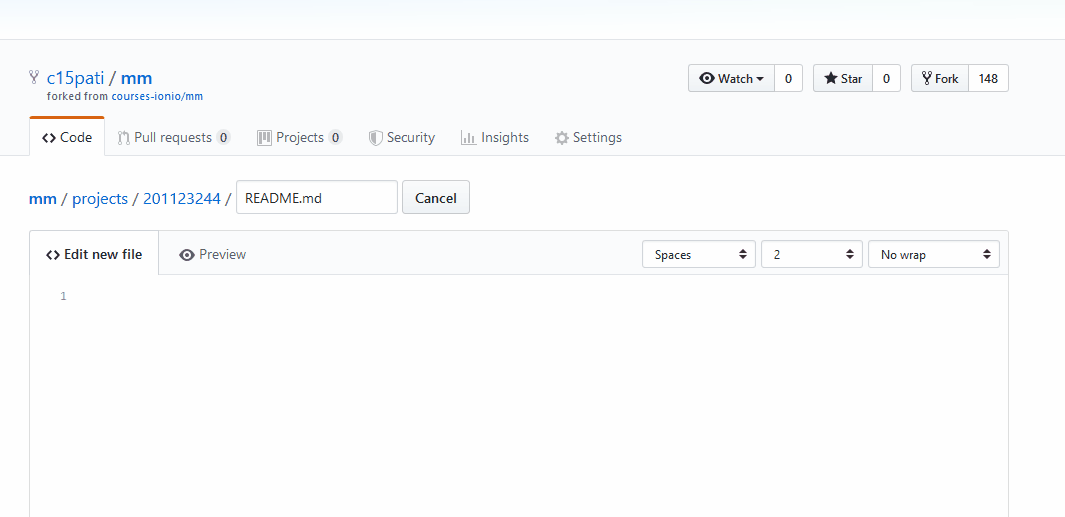 c15pati / mm
Watch 0 Star 0 Fork 148
forked from courses-ionio/mm
Code Pull requests 0 Projects 0 Security Insights Settings
mm / projects / 201123244 / README.md Cancel
Edit new file Preview Spaces 2 No wrap
1